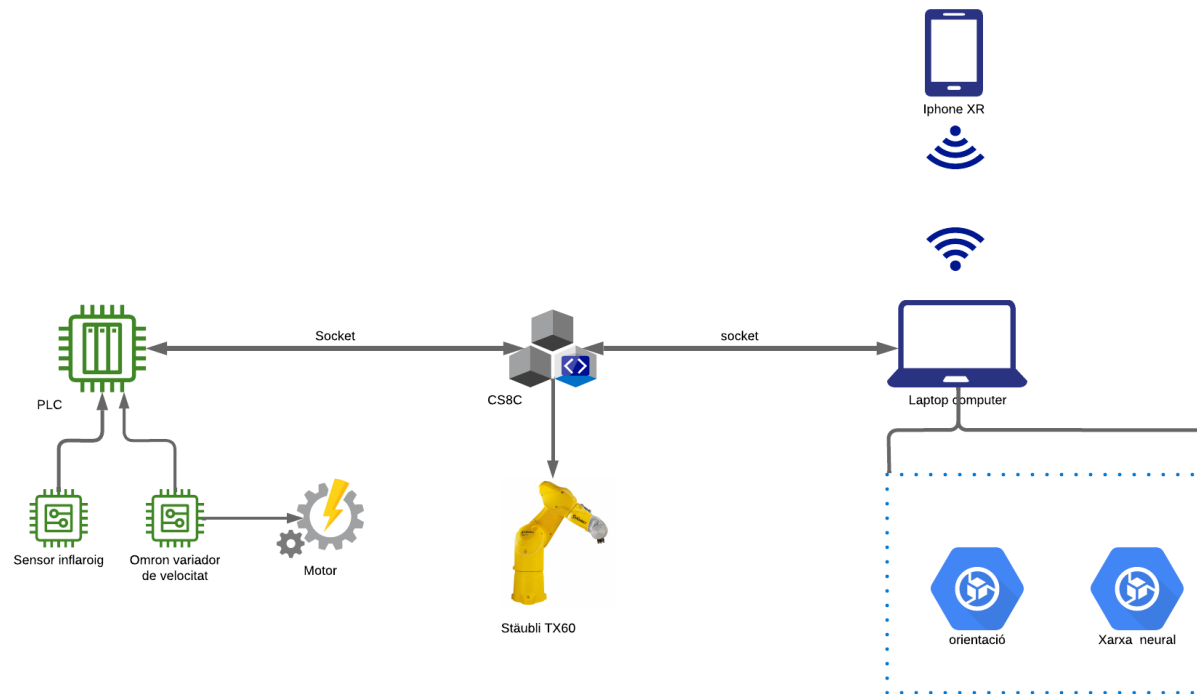 Iphone XR
Socket
socket
PLC
CS8C
Laptop computer
Sensor inflaroig
Omron variador
de velocitat
Motor
Stäubli TX60
orientació
Xarxa neural